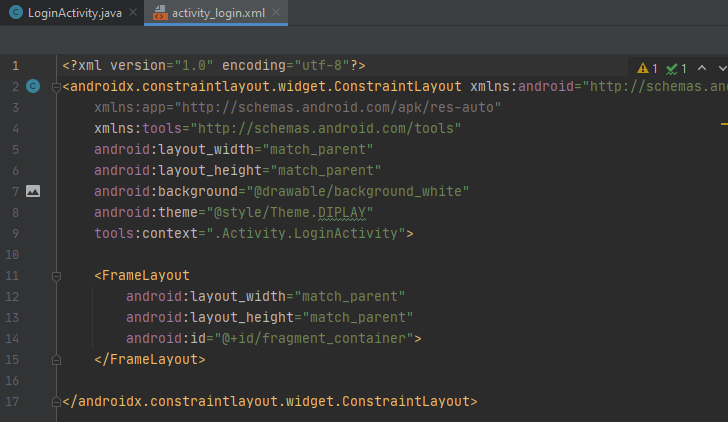 LoginActivity.java activity_login.xml
1 <?xml version="1.0" encoding="utf-8"?> 1 1
2 <androidx.constraintlayout.widget.ConstraintLayout xmlns:android="http://schemas.and
3 xmlns:app="http://schemas.android.com/apk/res-auto"
4 xmlns:tools="http://schemas.android.com/tools"
5 android:layout_width="match_parent"
6 android:layout_height="match_parent"
7 android:background="@drawable/background_white"
8 android:theme="@style/Theme.DIPLAY"
9 tools:context=".Activity.LoginActivity">
10
11 <FrameLayout
12 android:layout_width="match_parent"
13 android:layout_height="match_parent"
14 android:id="@+id/fragment_container">
15 </FrameLayout>
16
17 </androidx.constraintlayout.widget.ConstraintLayout>